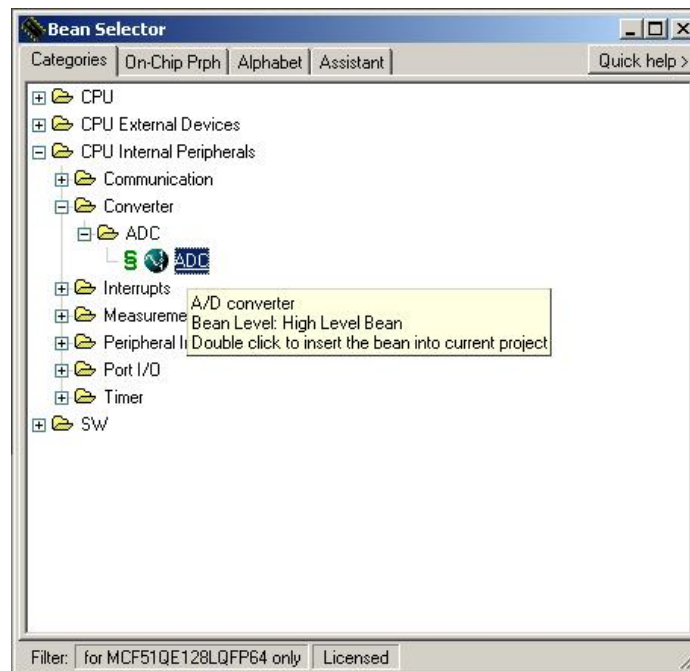 Bean Selector
Categories On-Chip Prph Alphabet Assistant Quick help >
CPU
CPU External Devices
CPU Internal Peripherals
Communication
Converter
ADC
ADC
Interrupts
A/D converter
Measureme
Bean Level: High Level Bean
Peripheral I
Double click to insert the bean into current project
Port I/O
Timer
SW
Filter: for MCF51QE128LQFP64 only Licensed